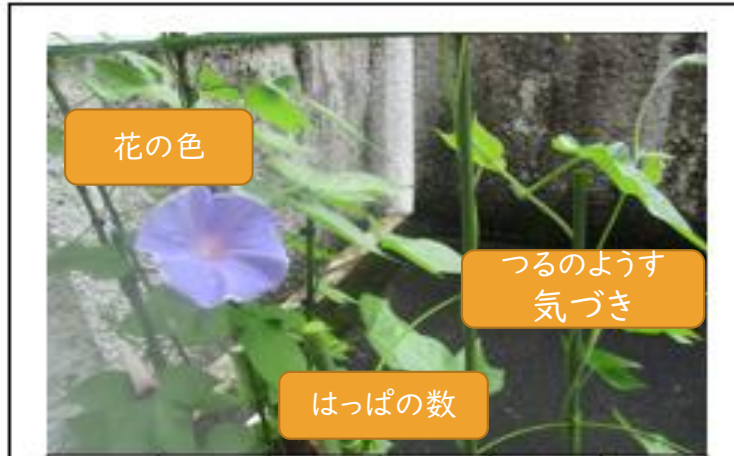 花の色
つるのようす
気づき
はっぱの数